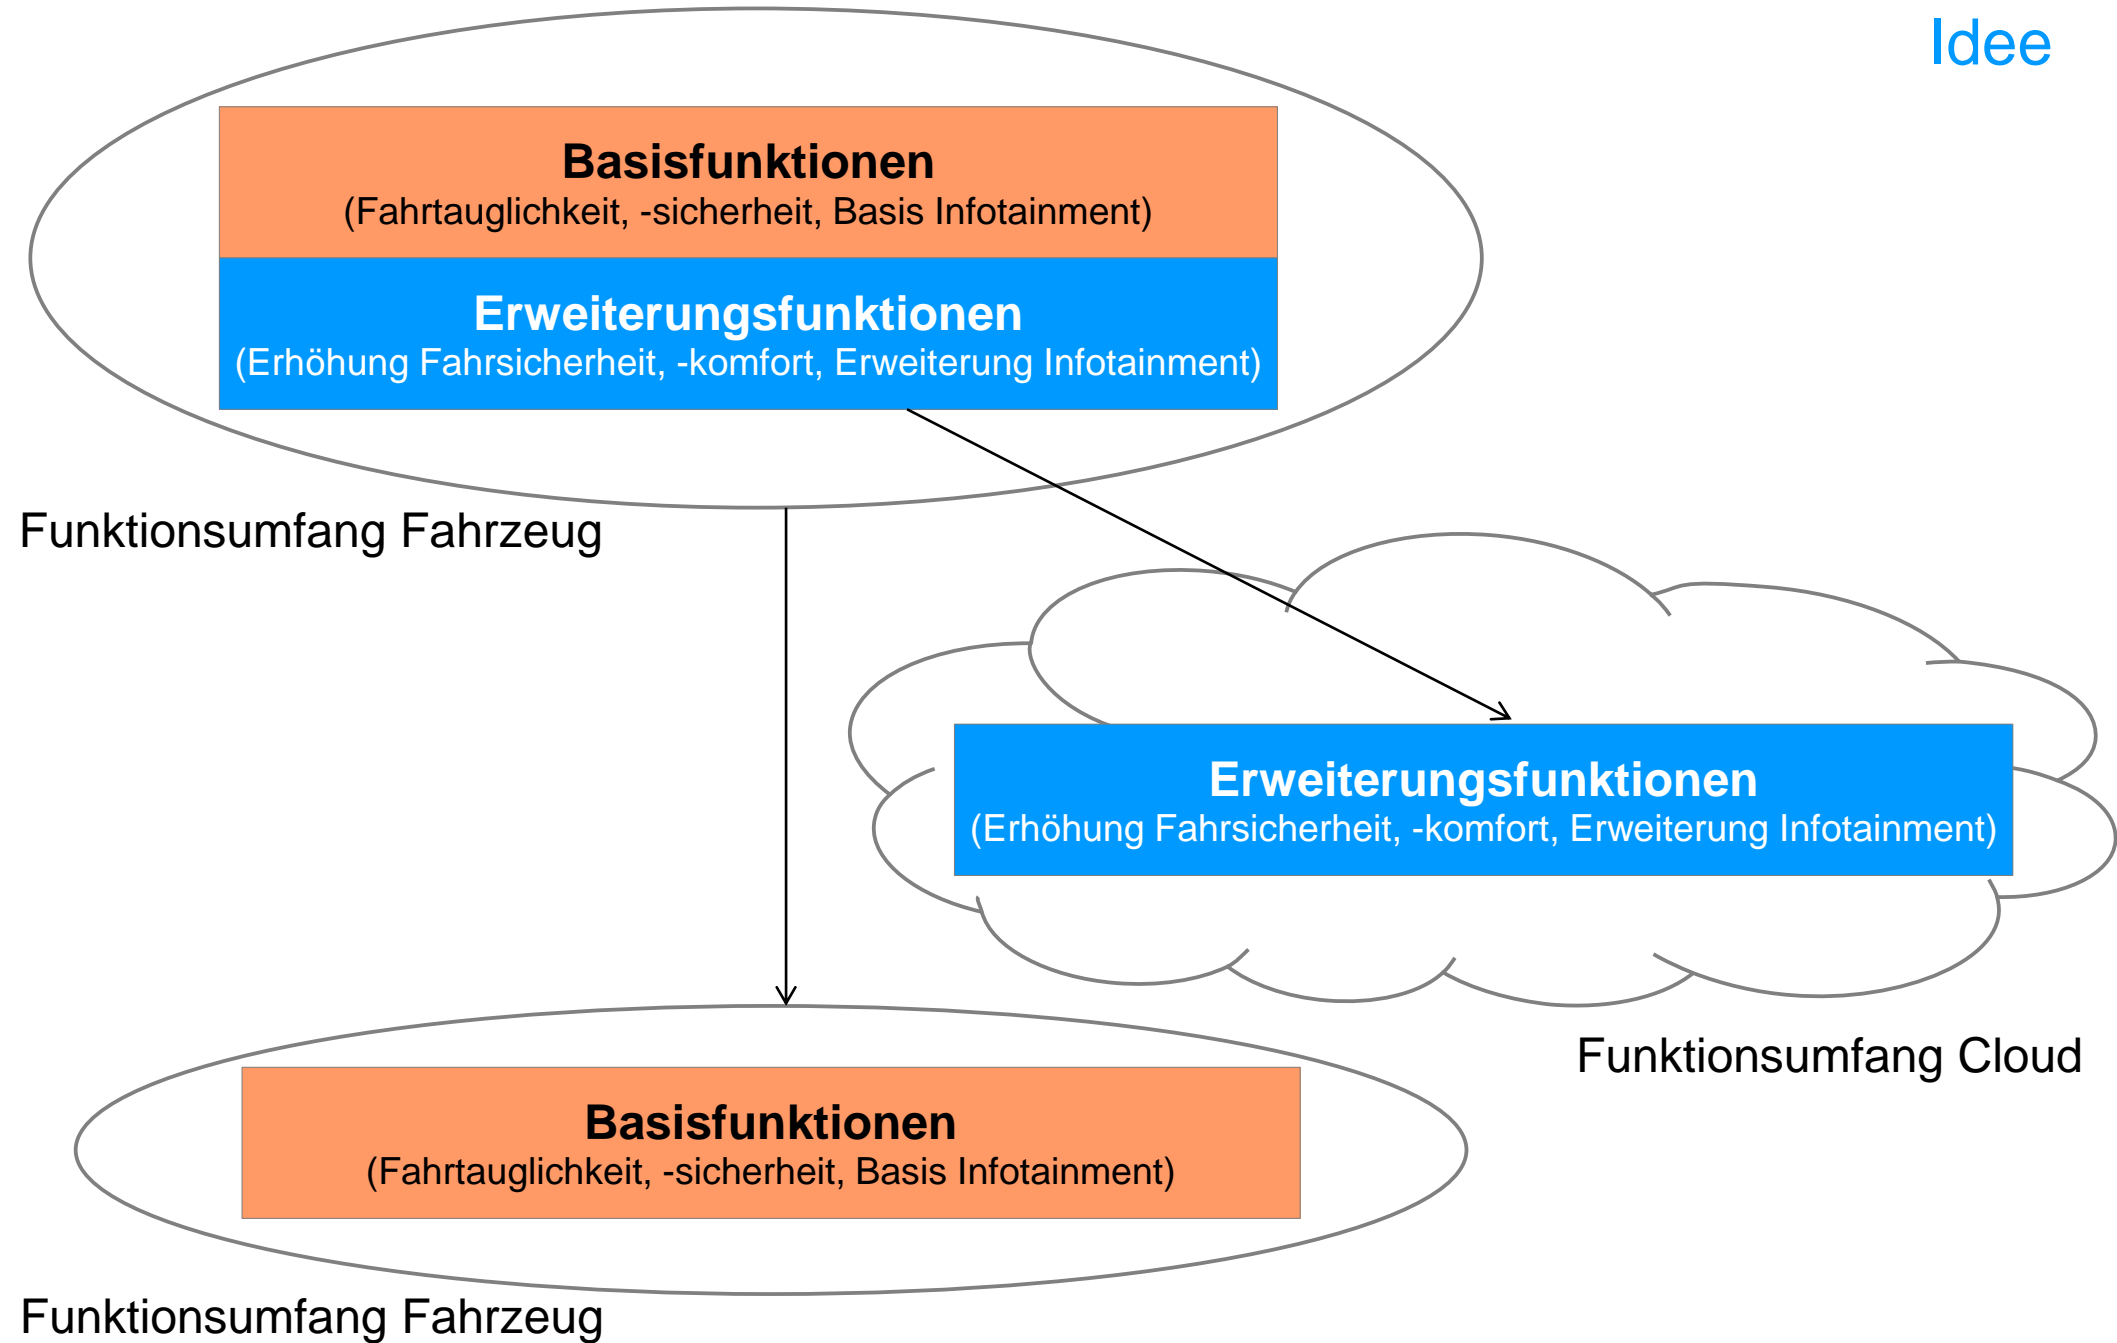 Idee
Basisfunktionen
(Fahrtauglichkeit, -sicherheit, Basis Infotainment)
Erweiterungsfunktionen
(Erhöhung Fahrsicherheit, -komfort, Erweiterung Infotainment)
Funktionsumfang Fahrzeug
Erweiterungsfunktionen
(Erhöhung Fahrsicherheit, -komfort, Erweiterung Infotainment)
Funktionsumfang Cloud
Basisfunktionen
(Fahrtauglichkeit, -sicherheit, Basis Infotainment)
Funktionsumfang Fahrzeug